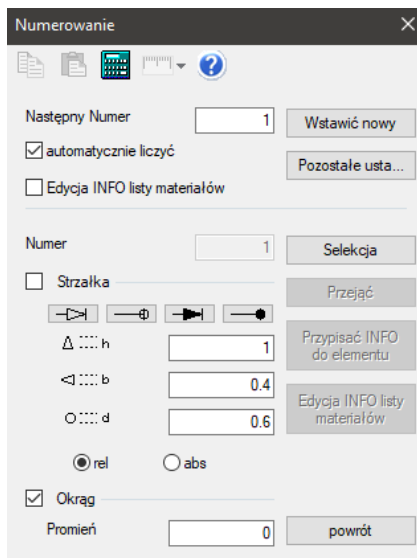 Numerowanie
Następny Numer 1 Wstawić nowy
automatycznie liczyć
Pozostałe usta...
Edycja INFO listy materiałów
Numer 1 Selekcja
Strzałka Przejąć
h 1 Przypisać INFO
do elementu
b 0.4
Edycja INFO listy
materiałów
d 0.6
rel abs
Okrąg
Promień 0 powrót